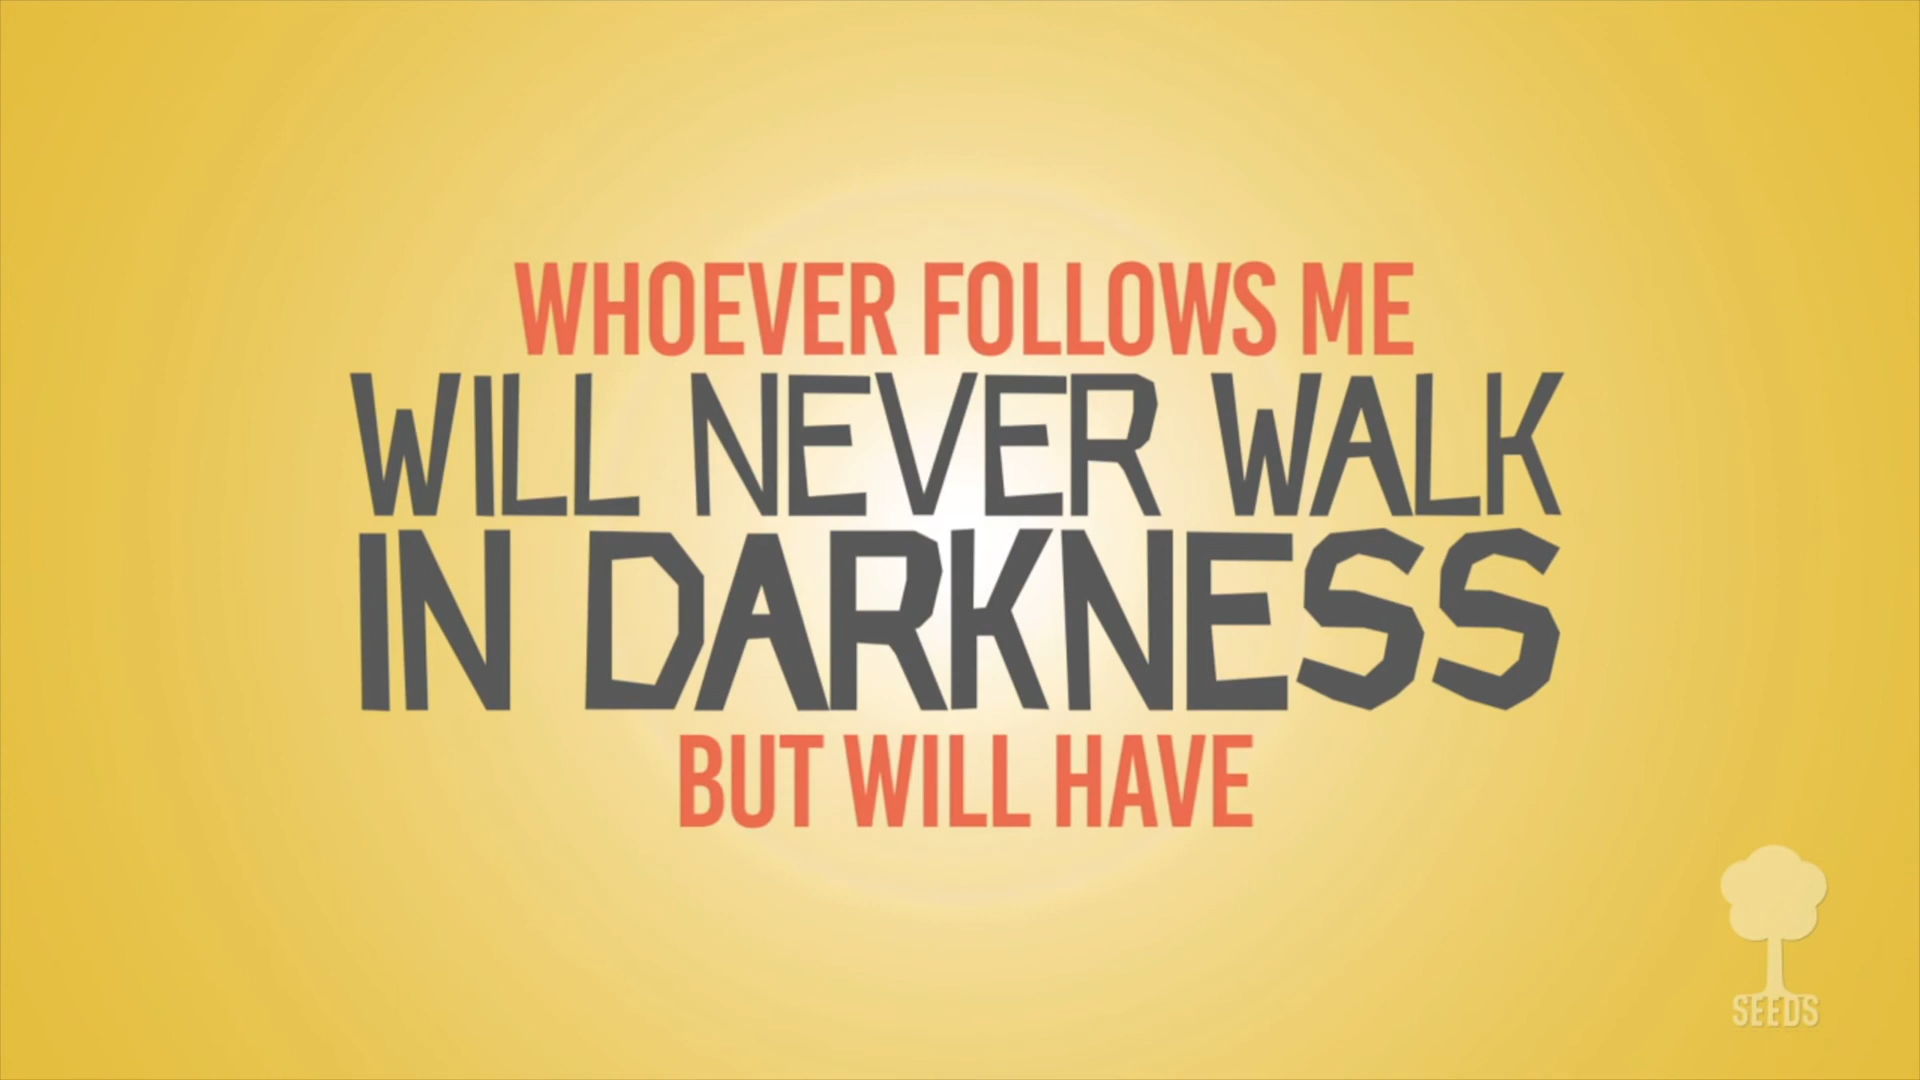 WHOEVER FOLLOWS ME
WILL NEVER WALK
IN DARKNESS
BUT WILL HAVE
SEEDS